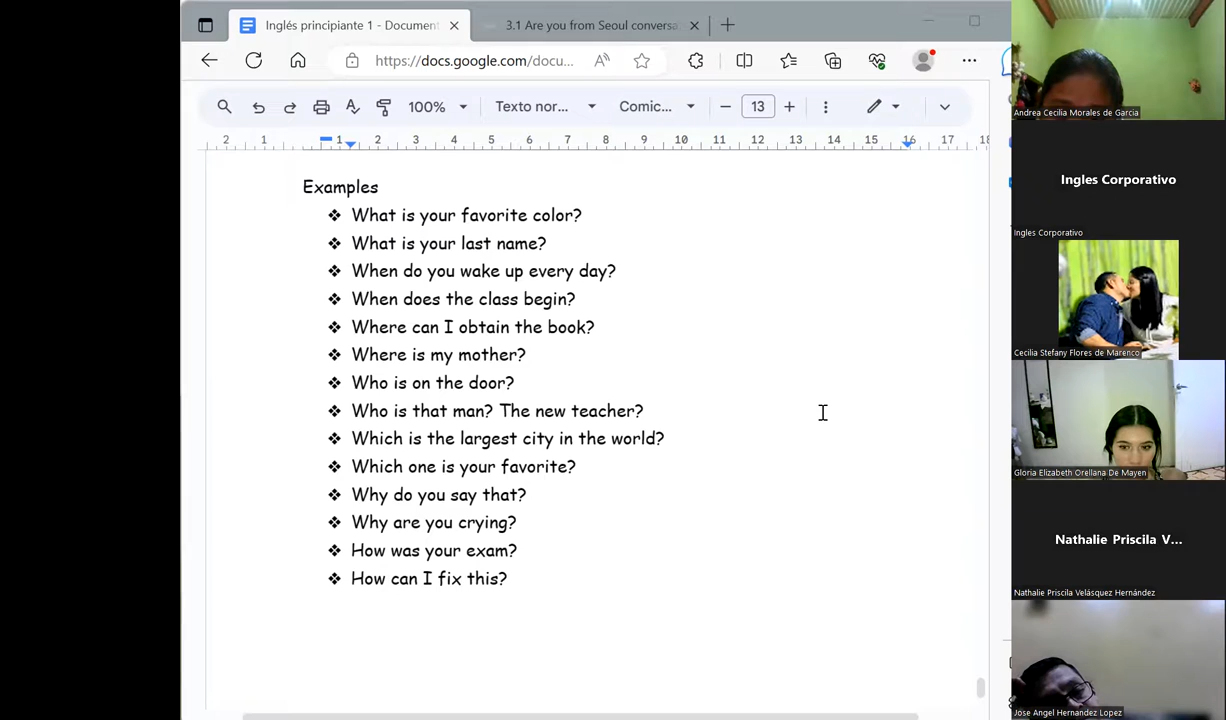 Inglés principiante 1 - Document
3.1 Are you from Seoul conversa
https://docs.google.com/docu...
100%
Texto nor...
Comic...
13
2 1 1 2 3 4 5 6 7 8 9 10 11 12 13 14 15 16 17 18
Examples
❖ What is your favorite color?
❖ What is your last name?
❖ When do you wake up every day?
❖ When does the class begin?
❖ Where can I obtain the book?
❖ Where is my mother?
❖ Who is on the door?
❖ Who is that man? The new teacher?
❖ Which is the largest city in the world?
❖ Which one is your favorite?
❖ Why do you say that?
❖ Why are you crying?
❖ How was your exam?
❖ How can I fix this?
Andrea Cecilia Morales de Garcia
Ingles Corporativo
Ingles Corporativo
Cecilia Stefany Flores de Marenco
Gloria Elizabeth Orellana De Mayen
Nathalie Priscila V...
Nathalie Priscila Velásquez Hernández
Jose Angel Hernandez Lopez